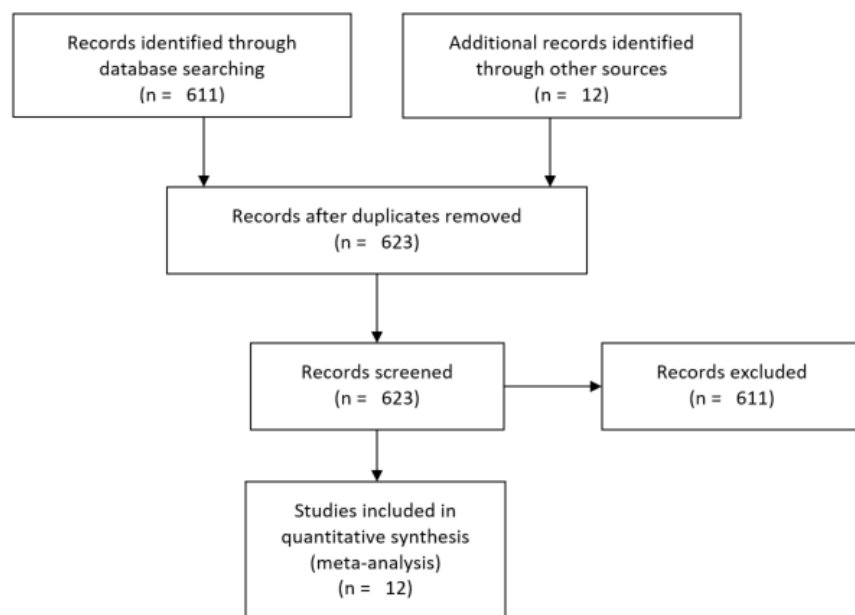 Records identified through
database searching
(n = 611)
Additional records identified
through other sources
(n = 12)
Records after duplicates removed
(n = 623)
Records screened
(n = 623)
Records excluded
(n = 611)
Studies included in
quantitative synthesis
(meta-analysis)
(n = 12)